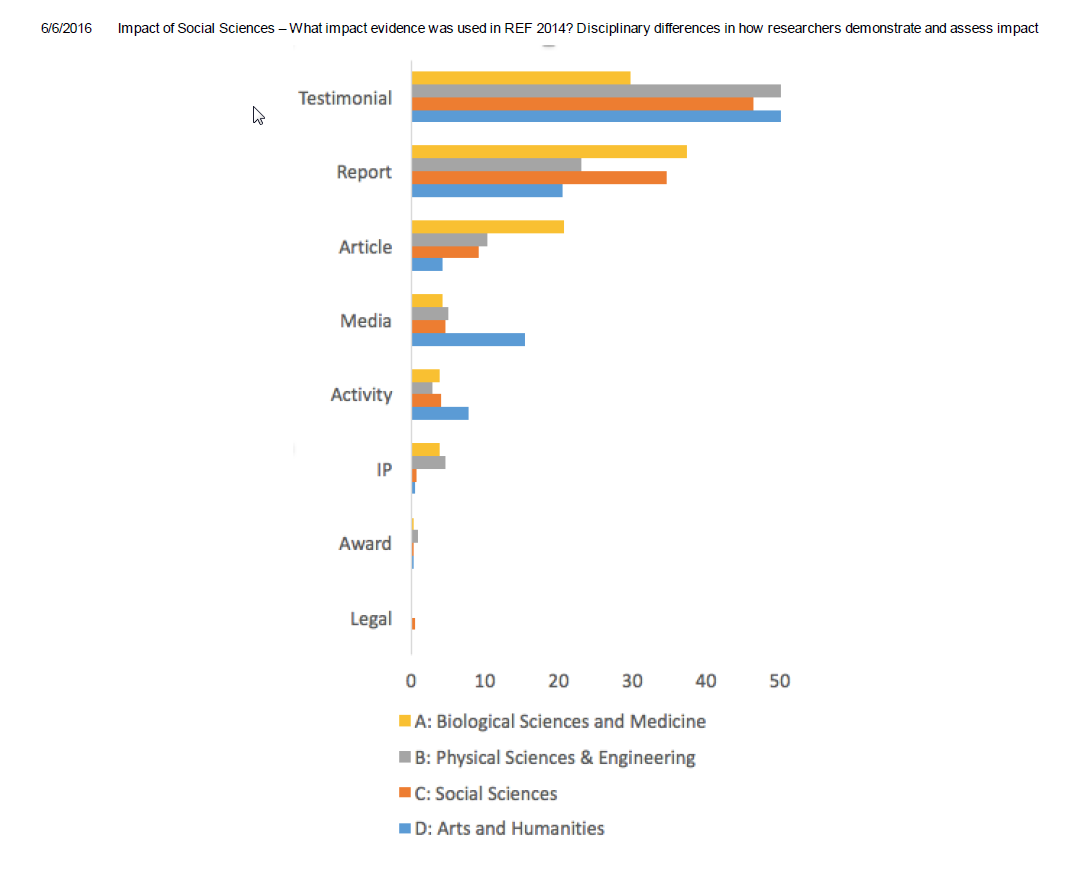 6/6/2016 Impact of Social Sciences – What impact evidence was used in REF 2014? Disciplinary differences in how researchers demonstrate and assess impact
Testimonial
Report
Article
Media
Activity
IP
Award
Legal
0 10 20 30 40 50
A: Biological Sciences and Medicine
B: Physical Sciences & Engineering
C: Social Sciences
D: Arts and Humanities